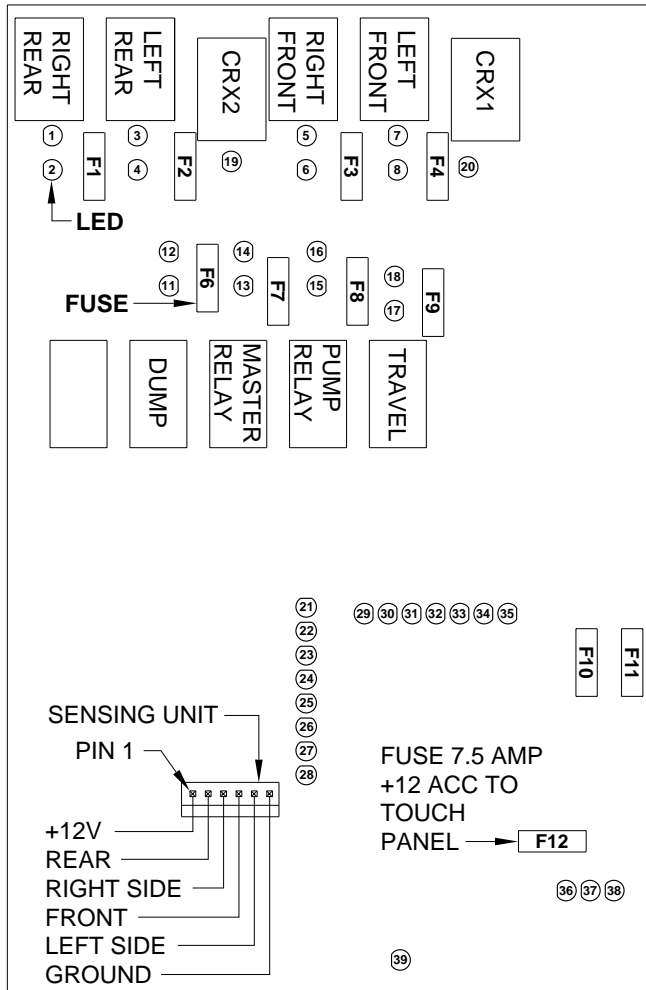 RIGHT
REAR
LEFT
REAR
CRX2
RIGHT
FRONT
LEFT
FRONT
CRX1
1
3
5
7
2
F1
4
F2
19
6
F3
8
F4
20
LED
12
14
16
18
11
F6
13
F7
15
F8
17
F9
FUSE
DUMP
MASTER
RELAY
PUMP
RELAY
TRAVEL
21
22
23
24
25
26
27
28
29 30 31 32 33 34 35
F10
F11
SENSING UNIT
PIN 1
+12V
REAR
RIGHT SIDE
FRONT
LEFT SIDE
GROUND
FUSE 7.5 AMP
+12 ACC TO
TOUCH
PANEL
F12
36 37 38
39